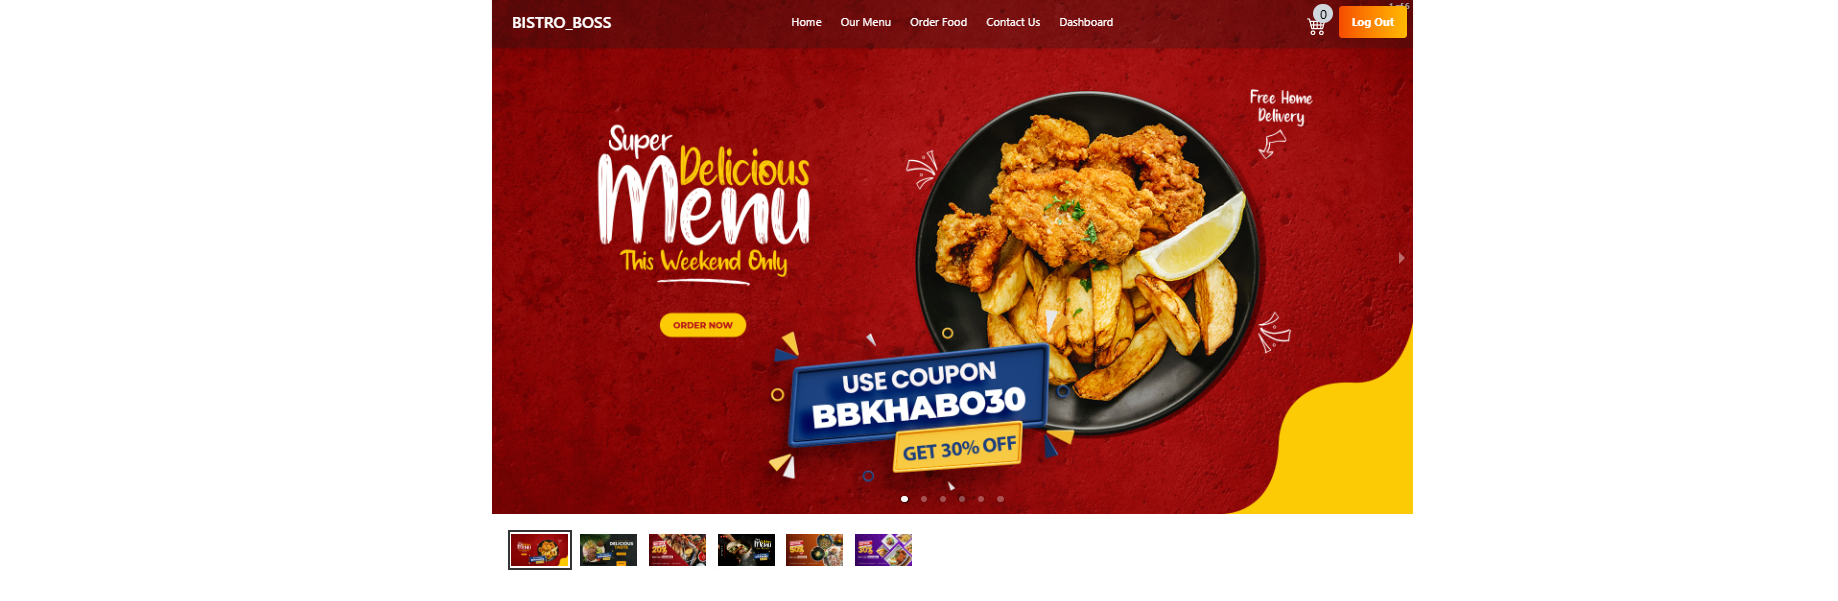 BISTRO_BOSS
Home
Our Menu
Order Food
Contact Us
Dashboard
0
Log Out
Free Home
Delivery
Super
Delicious
Menu
This Weekend Only
ORDER NOW
USE COUPON
BBKHABO30
GET 30% OFF